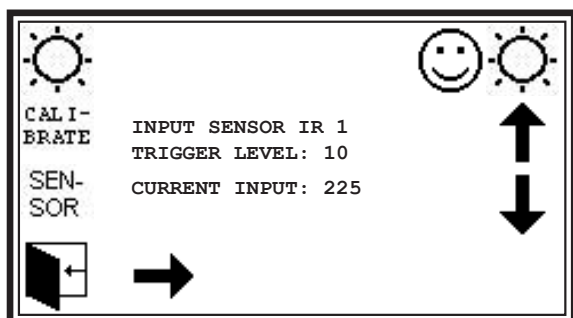 CALI-
BRATE
SEN-
SOR
INPUT SENSOR IR 1
TRIGGER LEVEL: 10
CURRENT INPUT: 225